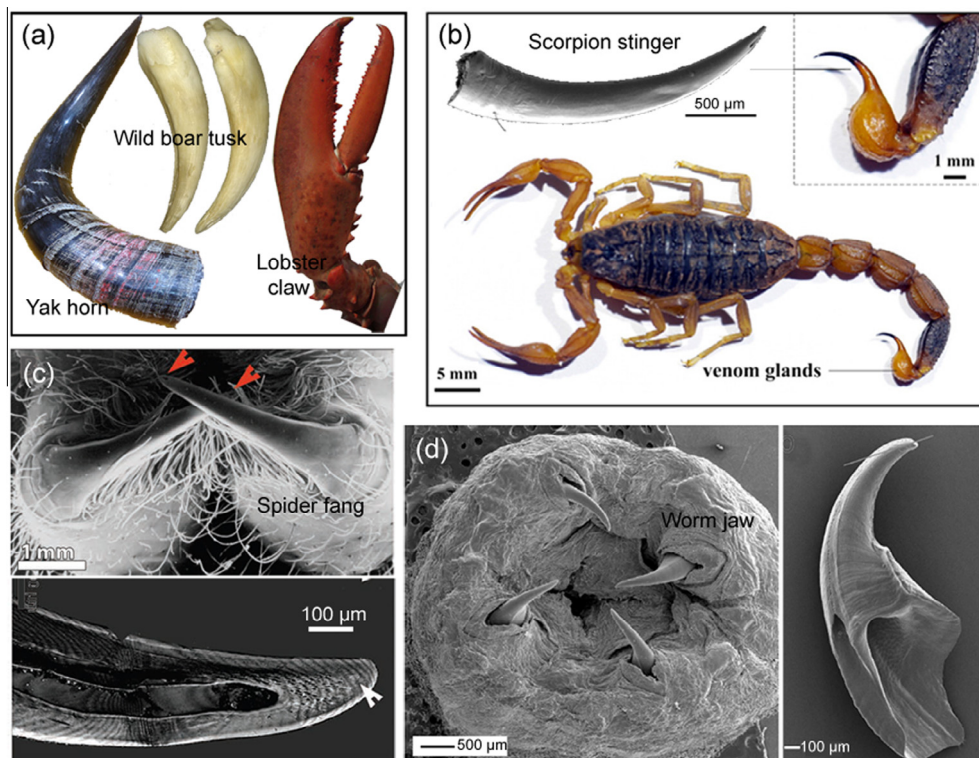 (a)
Wild boar tusk
Lobster
claw
Yak horn
(b)
Scorpion stinger
500 µm
1 mm
5 mm
venom glands
(c)
Spider fang
1 mm
100 µm
(d)
Worm jaw
500 µm
100 µm